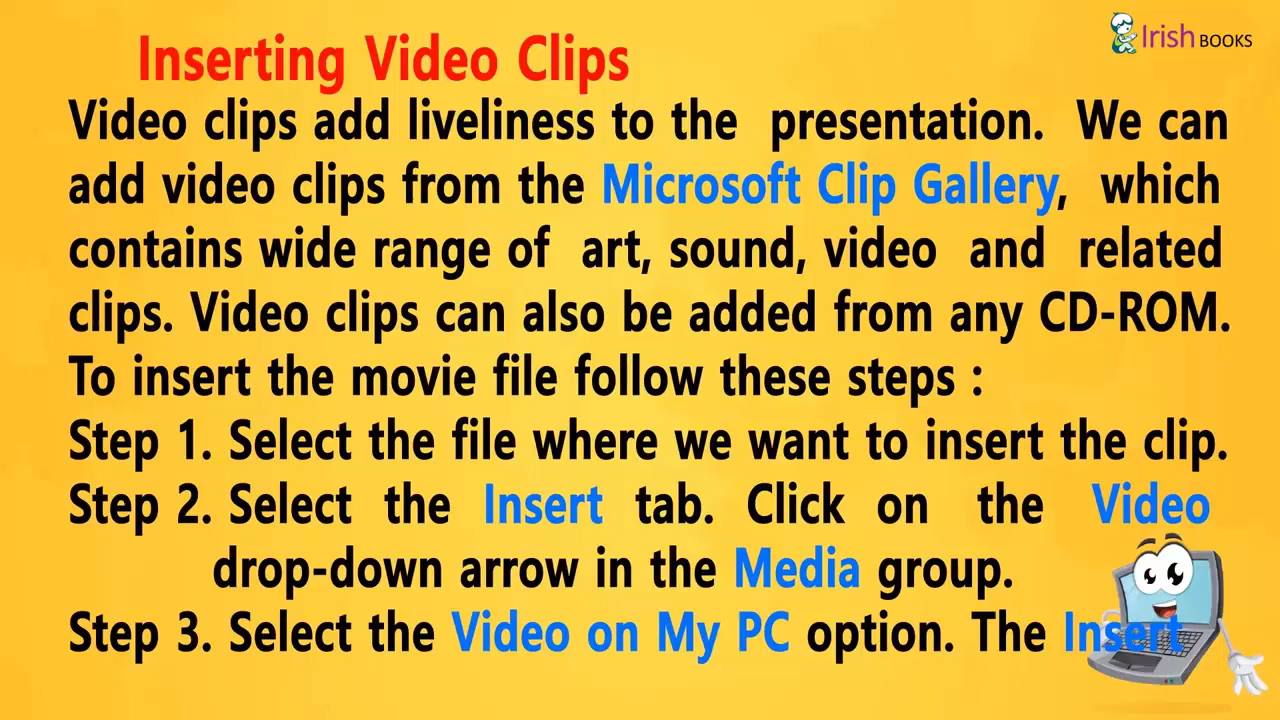 Irish BOOKS
Inserting Video Clips
Video clips add liveliness to the presentation. We can
add video clips from the Microsoft Clip Gallery, which
contains wide range of art, sound, video and related
clips. Video clips can also be added from any CD-ROM.
To insert the movie file follow these steps :
Step 1. Select the file where we want to insert the clip.
Step 2. Select the Insert tab. Click on the Video
drop-down arrow in the Media group.
Step 3. Select the Video on My PC option. The Insert